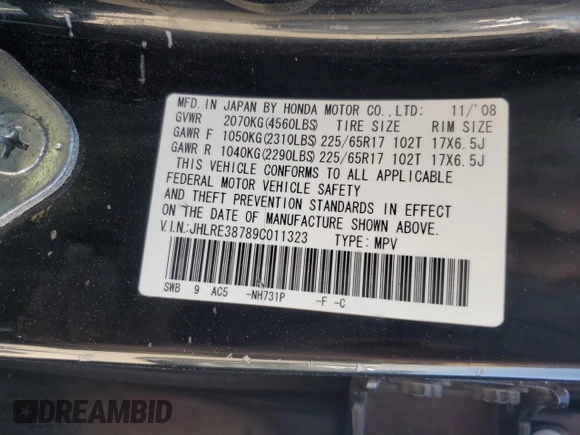 MFD. IN JAPAN BY HONDA MOTOR CO., LTD: 11/'08
GVWR 2070KG(4560LBS) TIRE SIZE RIM SIZE
GAWR F 1050KG(2310LBS) 225/65R17 102T 17X6.5J
GAWR R 1040KG(2290LBS) 225/65R17 102T 17X6.5J
THIS VEHICLE CONFORMS TO ALL APPLICABLE
FEDERAL MOTOR VEHICLE SAFETY
AND THEFT PREVENTION STANDARDS IN EFFECT
ON THE DATE OF MANUFACTURE SHOWN ABOVE.
V.I.N.:JHLRE38789C011323 TYPE: MPV
SWB 9 AC5 -NH731P -F -C
DREAMBID